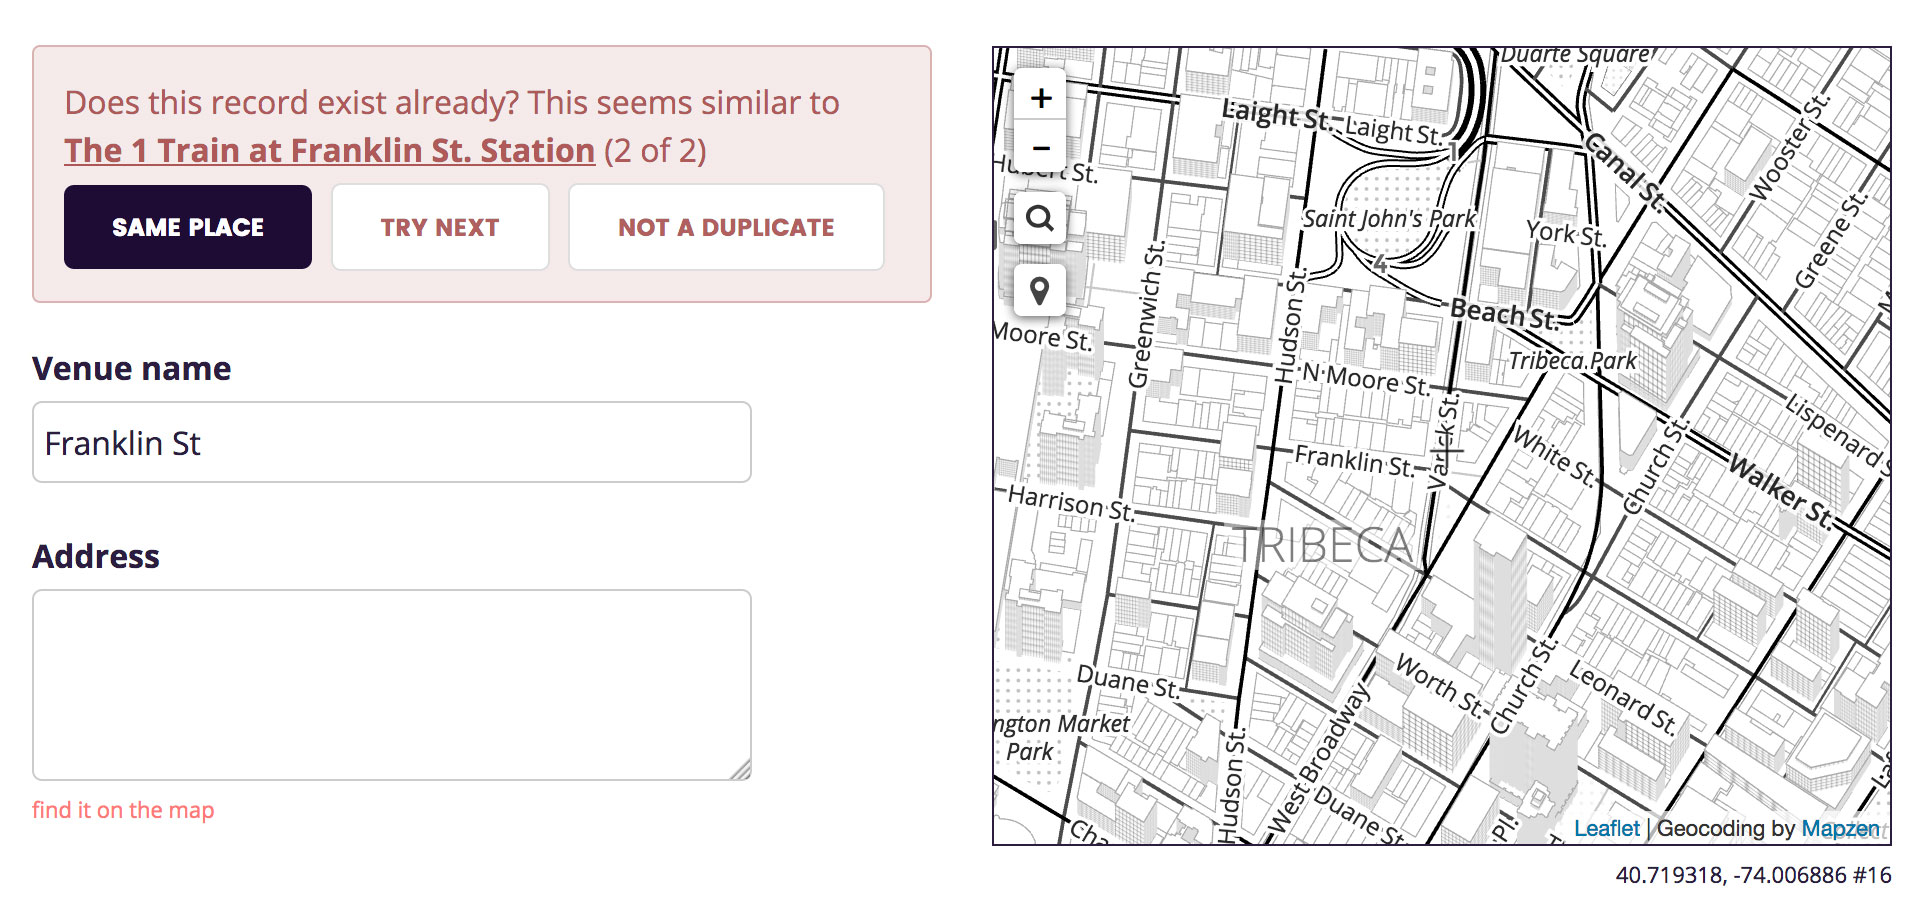 Does this record exist already? This seems similar to
The 1 Train at Franklin St. Station (2 of 2)
SAME PLACE
TRY NEXT
NOT A DUPLICATE
Venue name
Franklin St
Address
find it on the map
+
−
Duarte Square
Laight St.
Laight St.
1
Canal St.
Wooster St.
Greene St.
Hubert St.
Saint John's Park
York St.
4
Greenwich St.
Hudson St.
Beach St.
Moore St.
Tribeca Park
N Moore St.
Varick St.
Lispenard S
White St.
Church St.
Franklin St.
Walker St.
Harrison St.
TRIBECA
Duane St.
Worth St.
Leonard St.
Church St.
ngton Market
Park
West Broadway
Hudson St.
Duane St.
Cha
Pl.
Leaflet | Geocoding by Mapzen
40.719318, -74.006886 #16